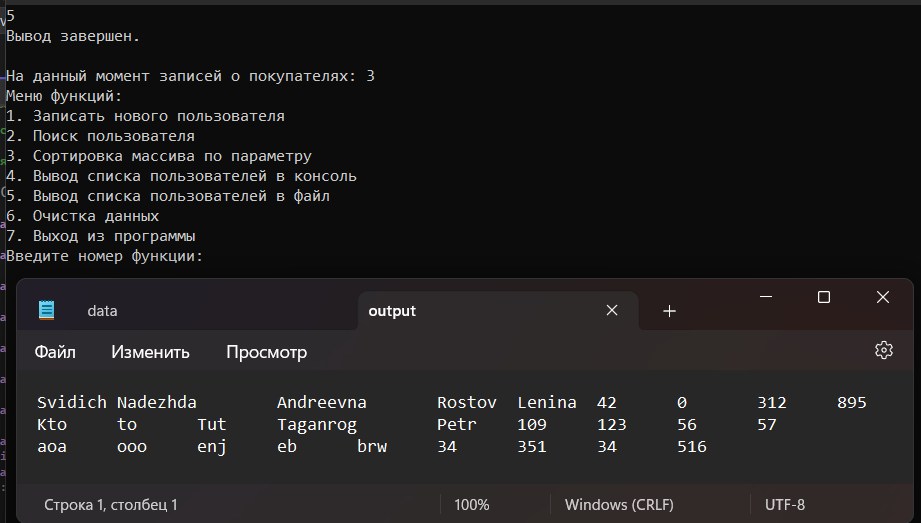 5
Вывод завершен.
На данный момент записей о покупателях: 3
Меню функций:
1. Записать нового пользователя
2. Поиск пользователя
3. Сортировка массива по параметру
4. Вывод списка пользователей в консоль
5. Вывод списка пользователей в файл
6. Очистка данных
7. Выход из программы
Введите номер функции:
data output
Файл Изменить Просмотр
Svidich Nadezhda Andreevna Rostov Lenina 42 0 312 895
Kto to Tut Taganrog Petr 109 123 56 57
aoa ooo enj eb brw 34 351 34 516
Строка 1, столбец 1 100% Windows (CRLF) UTF-8